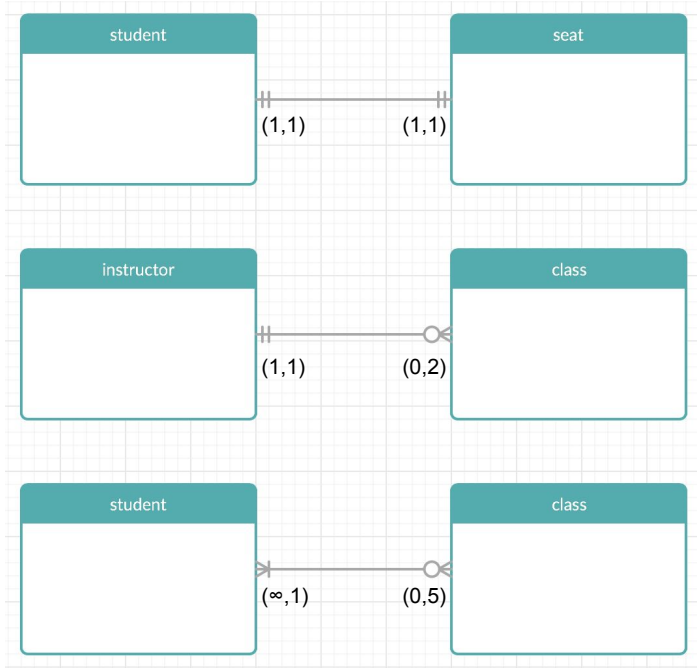 student seat
(1,1) (1,1)
instructor class
(1,1) (0,2)
student class
(∞,1) (0,5)